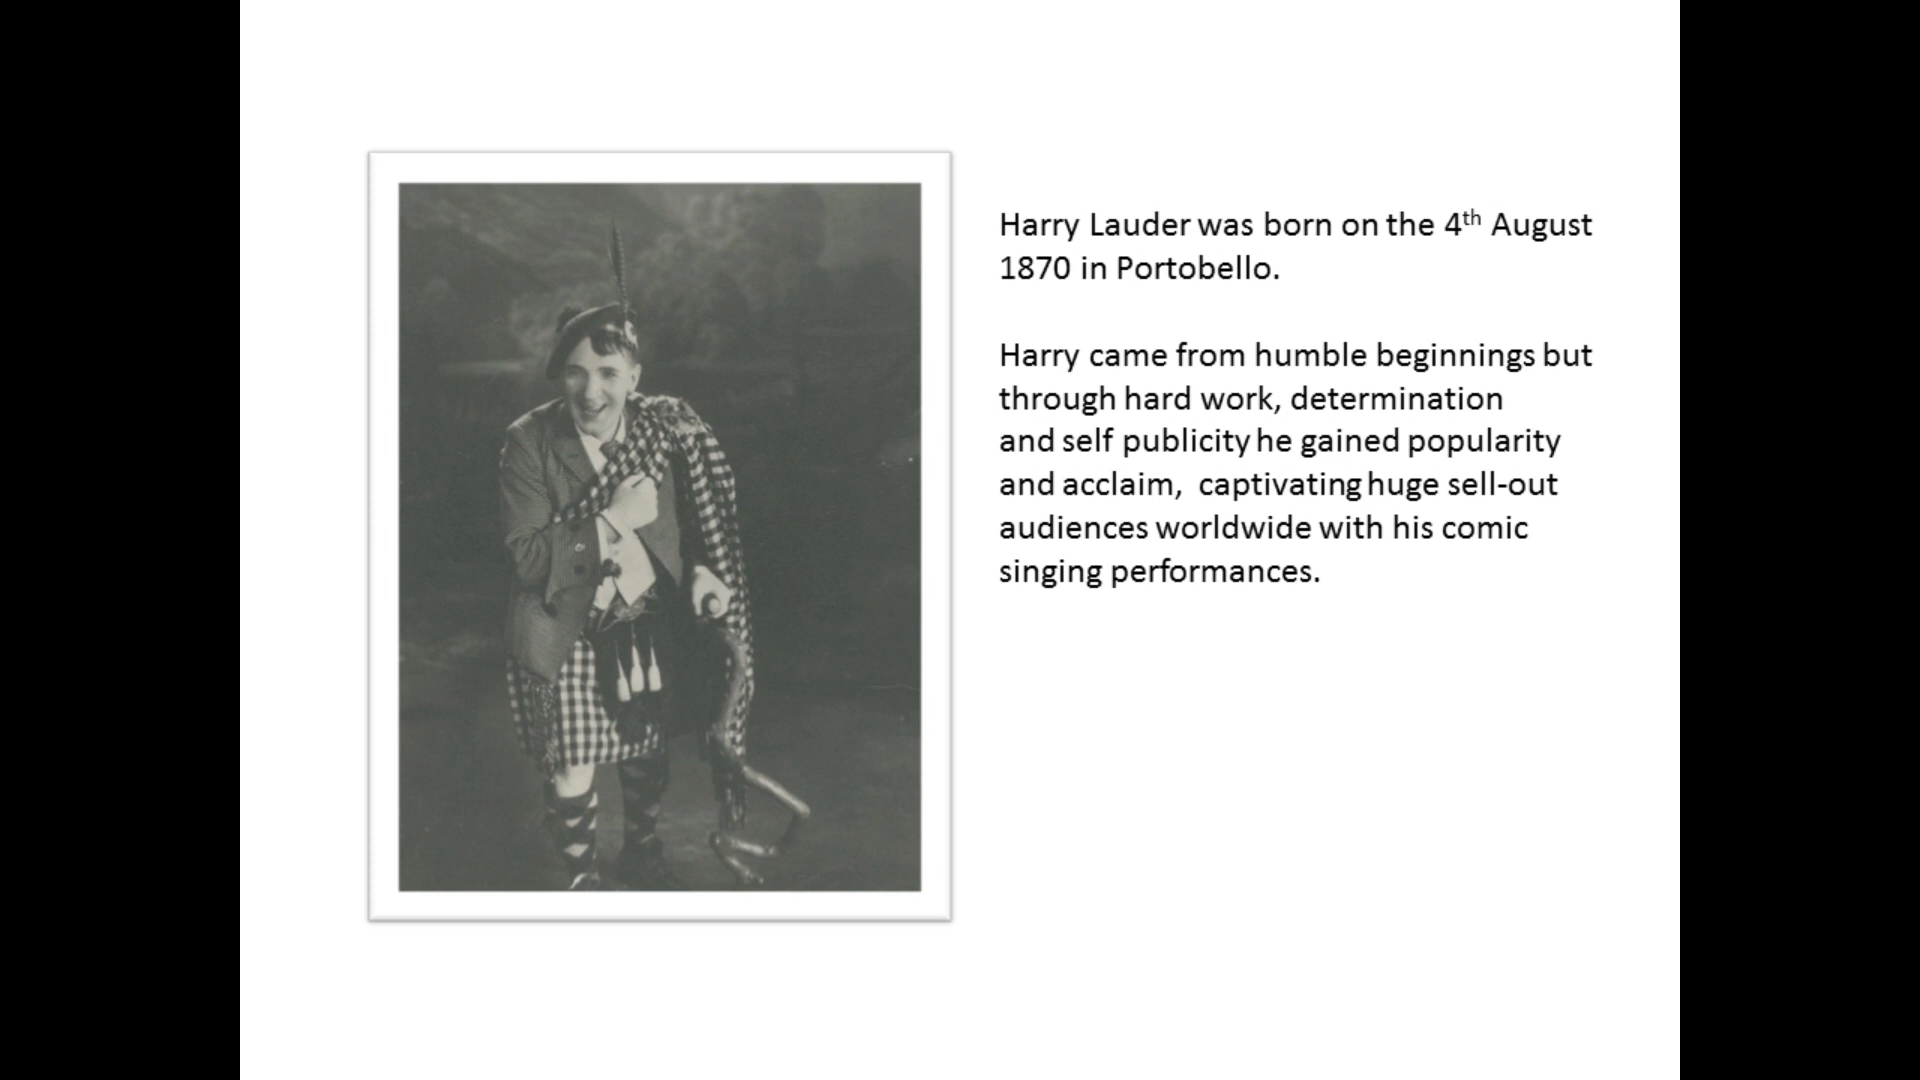 Harry Lauder was born on the 4th August
1870 in Portobello.
Harry came from humble beginnings but
through hard work, determination
and self publicity he gained popularity
and acclaim,  captivating huge sell-out
audiences worldwide with his comic
singing performances.